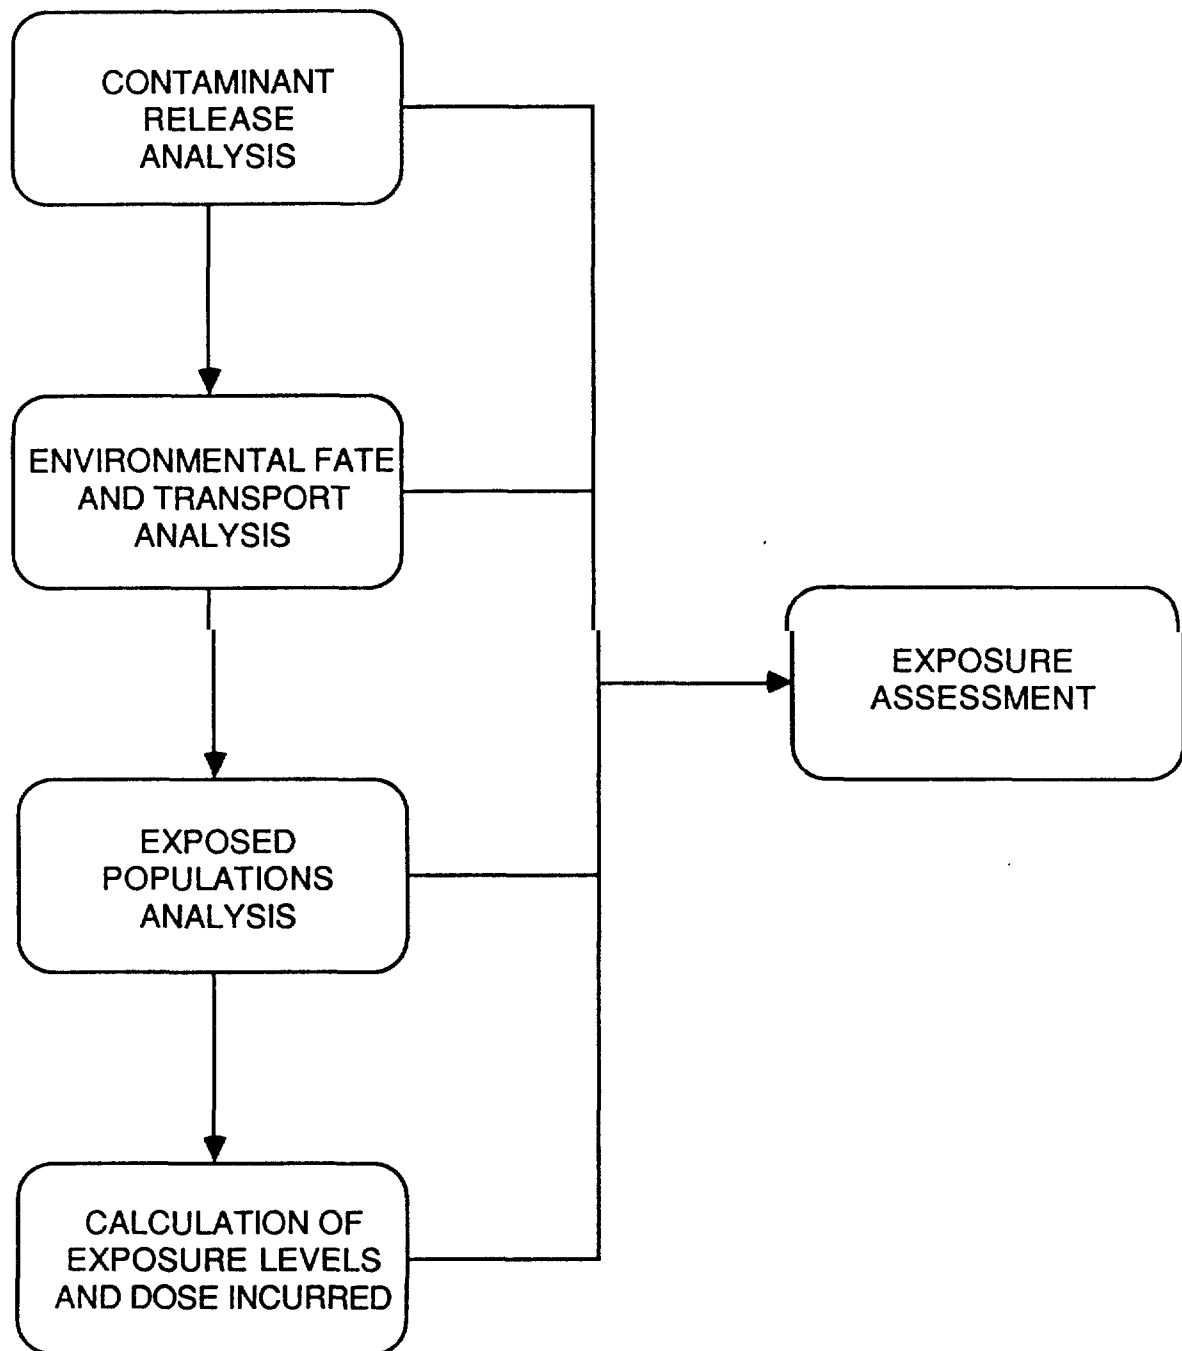 CONTAMINANT
RELEASE
ANALYSIS
ENVIRONMENTAL FATE
AND TRANSPORT
ANALYSIS
EXPOSURE
ASSESSMENT
EXPOSED
POPULATIONS
ANALYSIS
CALCULATION OF
EXPOSURE LEVELS
AND DOSE INCURRED